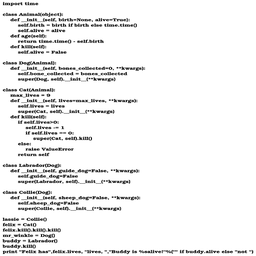 import time
class Animal(object):
def __init__(self, birth=None, alive=True):
self.birth = birth if birth else time.time()
self.alive = alive
def age(self):
return time.time() - self.birth
def kill(self):
self.alive = False
class Dog(Animal):
def __init__(self, bones_collected=0, **kwargs):
self.bone_collected = bones_collected
super(Dog, self).__init__(**kwargs)
class Cat(Animal):
max_lives = 9
def __init__(self, lives=max_lives, **kwargs):
self.lives = lives
super(Cat, self).__init__(**kwargs)
def kill(self):
if self.lives>0:
self.lives -= 1
if self.lives == 0:
super(Cat, self).kill()
else:
raise ValueError
return self
class Labrador(Dog):
def __init__(self, guide_dog=False, **kwargs):
self.guide_dog=False
super(Labrador, self).__init__(**kwargs)
class Collie(Dog):
def __init__(self, sheep_dog=False, **kwargs):
self.sheep_dog=False
super(Collie, self).__init__(**kwargs)
lassie = Collie()
felix = Cat()
felix.kill().kill().kill()
mr_winkle = Dog()
buddy = Labrador()
buddy.kill()
print "Felix has",felix.lives, "lives, ","Buddy is %salive!"%("" if buddy.alive else "not ")